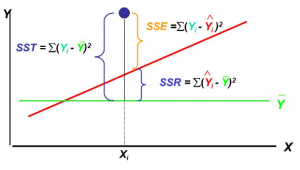 Y
SSE =∑(Yᵢ - Ŷᵢ)²
SST = ∑(Yᵢ - Ȳ)²
SSR = ∑(Ŷᵢ - Ȳ)²
Ȳ
Xᵢ
X